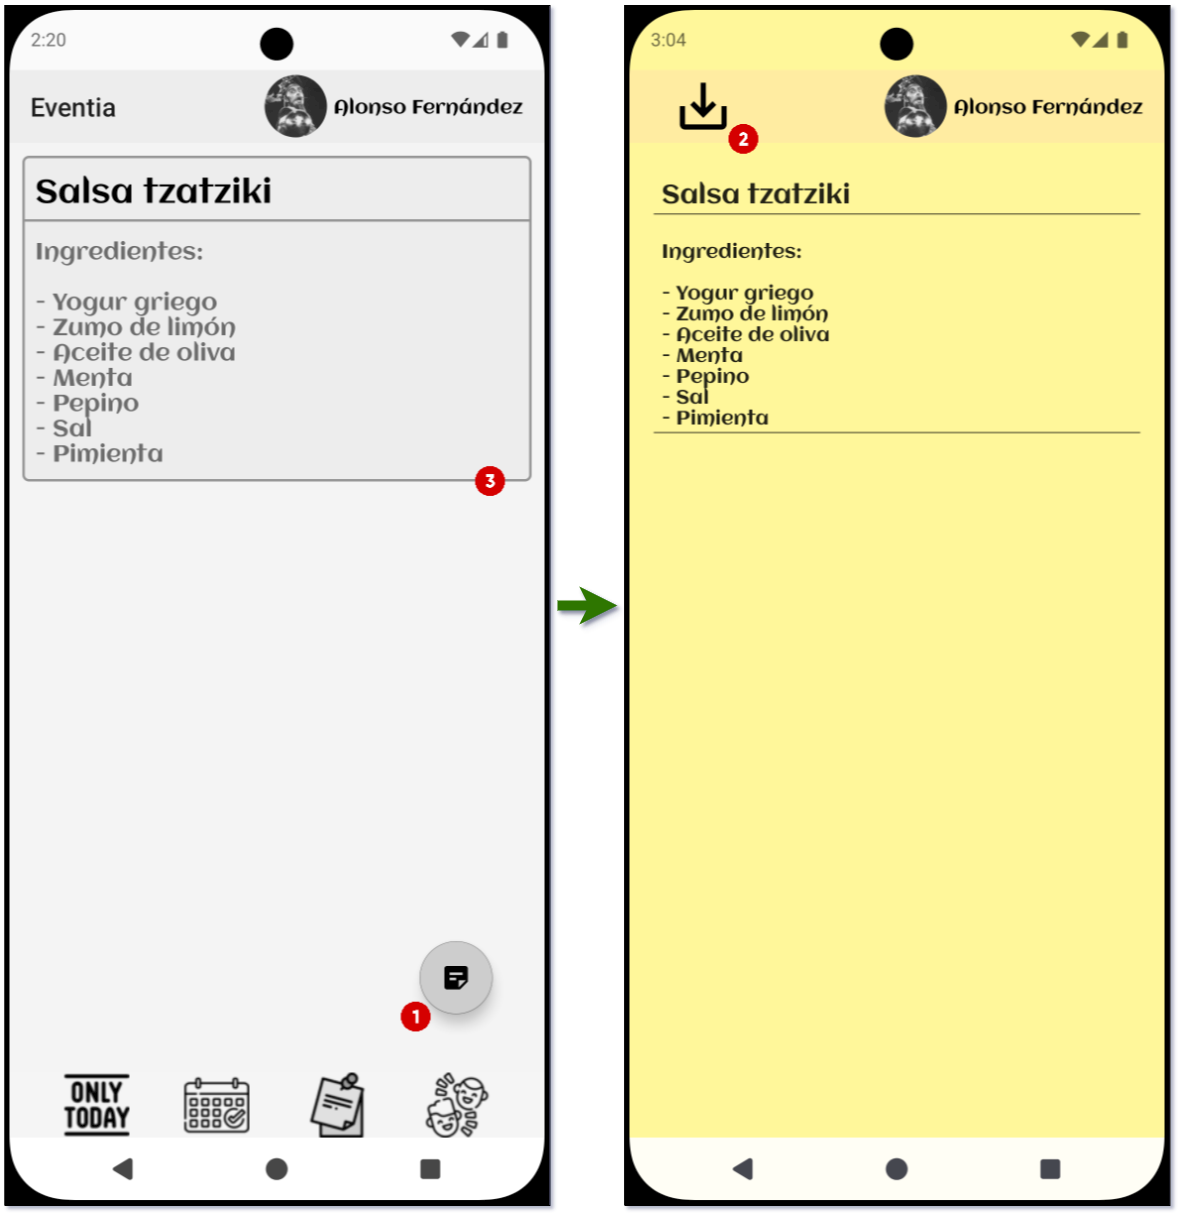 2:20
Eventia
Alonso Fernández
Salsa tzatziki
Ingredientes:
- Yogur griego
- Zumo de limón
- Aceite de oliva
- Menta
- Pepino
- Sal
- Pimienta
3
1
ONLY
TODAY
3:04
2
Alonso Fernández
Salsa tzatziki
Ingredientes:
- Yogur griego
- Zumo de limón
- Aceite de oliva
- Menta
- Pepino
- Sal
- Pimienta